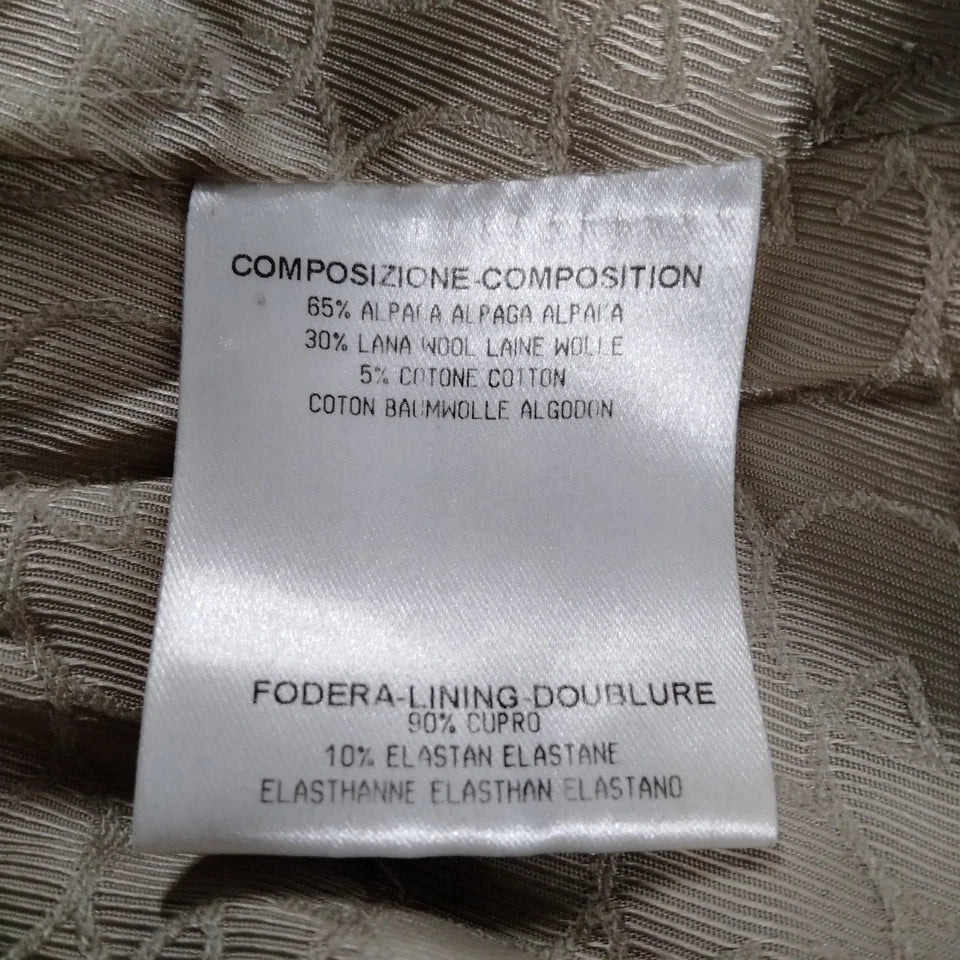 COMPOSIZIONE-COMPOSITION
65% ALPACA ALPAGA ALPAKA
30% LANA WOOL LAINE WOLLE
5% COTONE COTTON
COTON BAUMWOLLE ALGODON
FODERA-LINING-DOUBLURE
90% CUPRO
10% ELASTAN ELASTANE
ELASTHANNE ELASTHAN ELASTANO